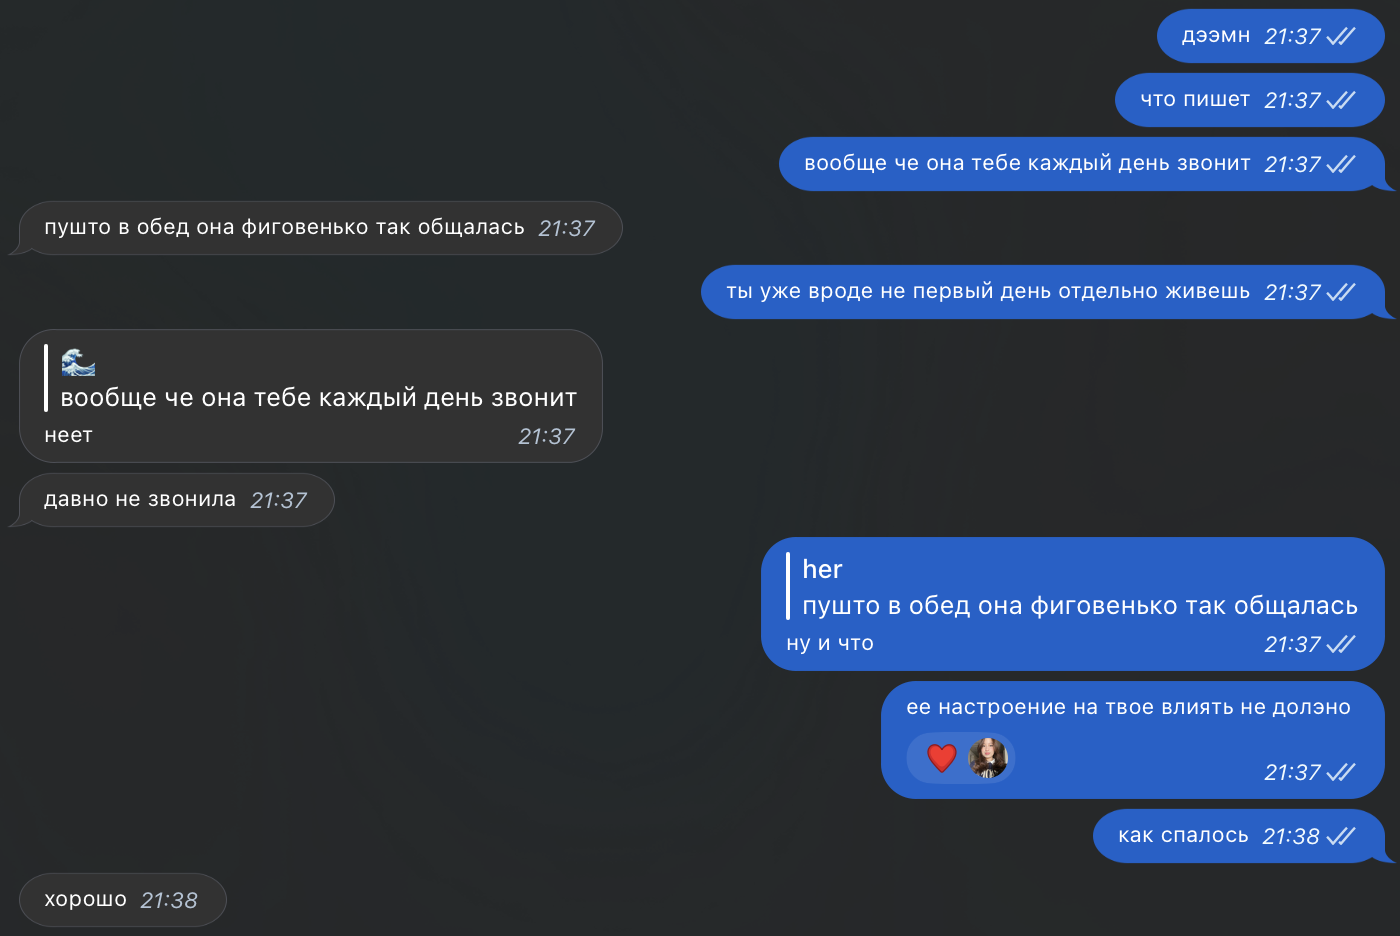 дээмн 21:37
что пишет 21:37
вообще че она тебе каждый день звонит 21:37
пушто в обед она фиговенько так общалась 21:37
ты уже вроде не первый день отдельно живешь 21:37
вообще че она тебе каждый день звонит
неет 21:37
давно не звонила 21:37
her
пушто в обед она фиговенько так общалась
ну и что 21:37
ее настроение на твое влиять не долэно
21:37
как спалось 21:38
хорошо 21:38